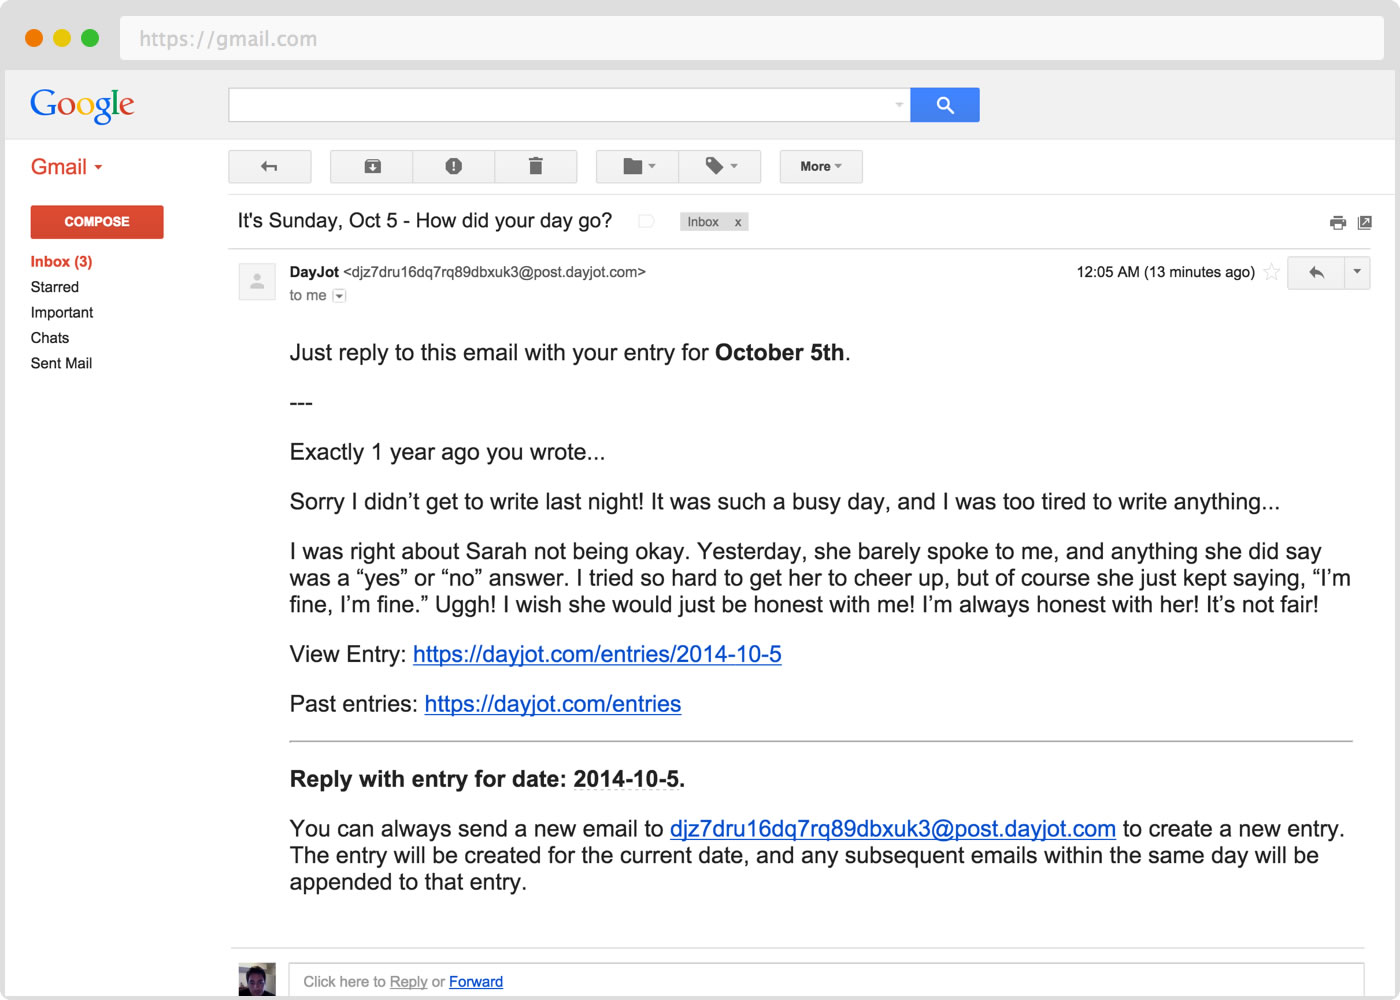 https://gmail.com
Google
Gmail
More
COMPOSE
It's Sunday, Oct 5 - How did your day go?
Inbox x
Inbox (3)
Starred
Important
Chats
Sent Mail
DayJot <djz7dru16dq7rq89dbxuk3@post.dayjot.com>
12:05 AM (13 minutes ago)
to me
Just reply to this email with your entry for October 5th.
---
Exactly 1 year ago you wrote...
Sorry I didn’t get to write last night! It was such a busy day, and I was too tired to write anything...
I was right about Sarah not being okay. Yesterday, she barely spoke to me, and anything she did say
was a “yes” or “no” answer. I tried so hard to get her to cheer up, but of course she just kept saying, “I’m
fine, I’m fine.” Uggh! I wish she would just be honest with me! I’m always honest with her! It’s not fair!
View Entry: https://dayjot.com/entries/2014-10-5
Past entries: https://dayjot.com/entries
Reply with entry for date: 2014-10-5.
You can always send a new email to djz7dru16dq7rq89dbxuk3@post.dayjot.com to create a new entry.
The entry will be created for the current date, and any subsequent emails within the same day will be
appended to that entry.
Click here to Reply or Forward